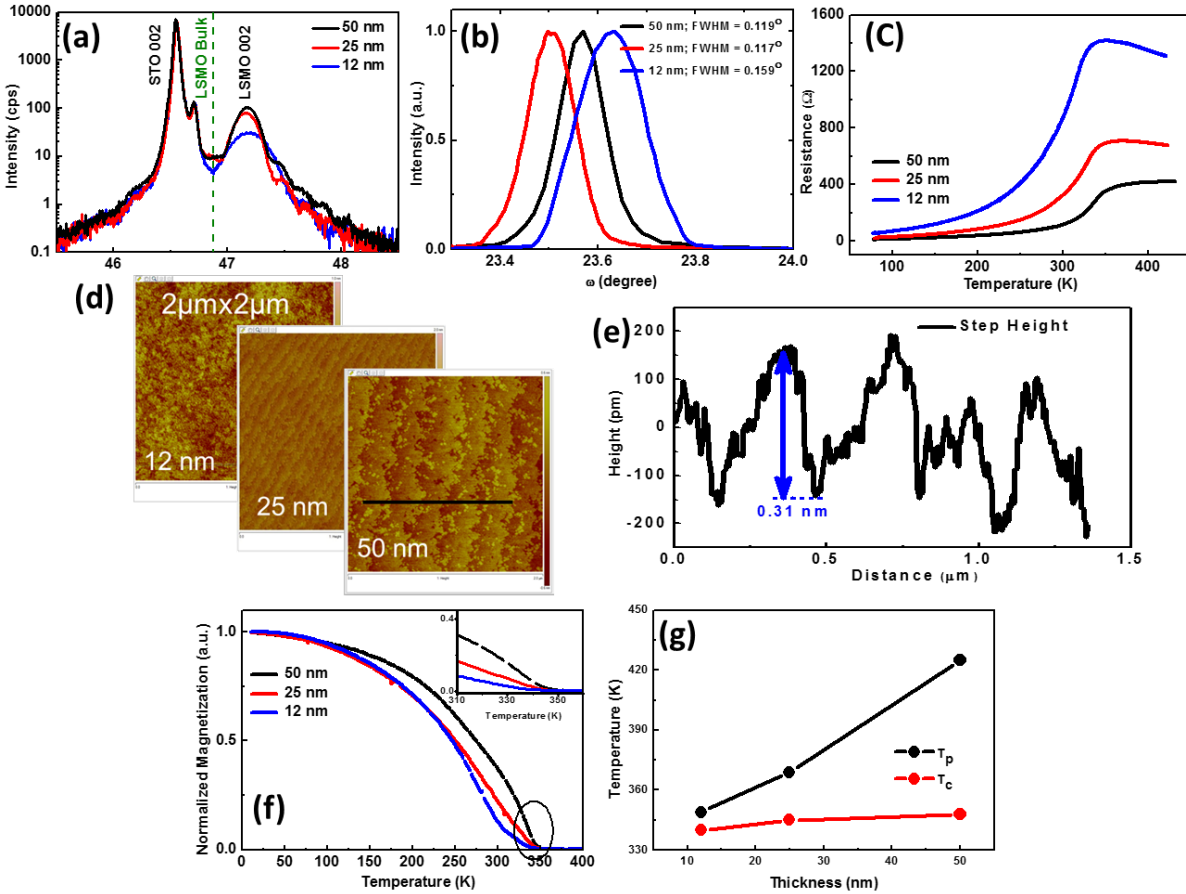 (a)
10000
1000
100
10
1
0.1
Intensity (cps)
STO 002
LSMO Bulk
LSMO 002
50 nm
25 nm
12 nm
46
47
48
(b)
1.0
0.5
0.0
Intensity (a.u.)
50 nm; FWHM = 0.119°
25 nm; FWHM = 0.117°
12 nm; FWHM = 0.159°
23.4
23.6
23.8
24.0
ω (degree)
(C)
1600
1200
800
400
0
Resistance (Ω)
50 nm
25 nm
12 nm
100
200
300
400
Temperature (K)
(d)
2µmx2µm
12 nm
25 nm
50 nm
(e)
200
100
0
-100
-200
Height (pm)
Step Height
0.31 nm
0.0
0.5
1.0
1.5
Distance (µm)
(f)
1.0
0.5
0.0
Normalized Magnetization (a.u.)
50 nm
25 nm
12 nm
0.4
0.0
310
330
350
Temperature (K)
0
50
100
150
200
250
300
350
400
Temperature (K)
(g)
450
420
390
360
330
Temperature (K)
Tp
Tc
10
20
30
40
50
Thickness (nm)